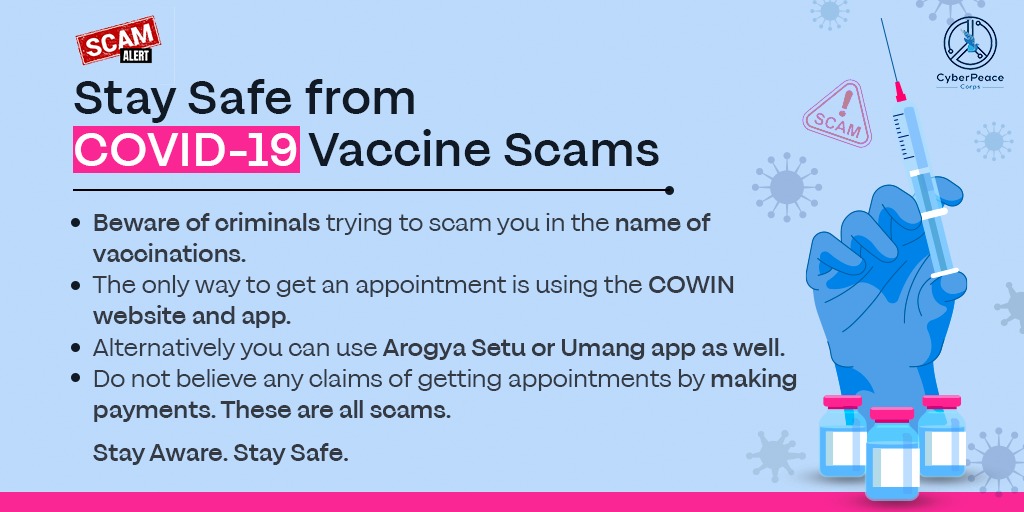 SCAM
ALERT
CyberPeace
Corps
Stay Safe from
COVID-19 Vaccine Scams
SCAM
• Beware of criminals trying to scam you in the name of
vaccinations.
• The only way to get an appointment is using the COWIN
website and app.
• Alternatively you can use Arogya Setu or Umang app as well.
• Do not believe any claims of getting appointments by making
payments. These are all scams.
Stay Aware. Stay Safe.